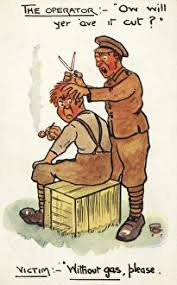 THE OPERATOR:- "Ow will
yer 'ave it cut?"
VICTIM:- "Without gas, please.